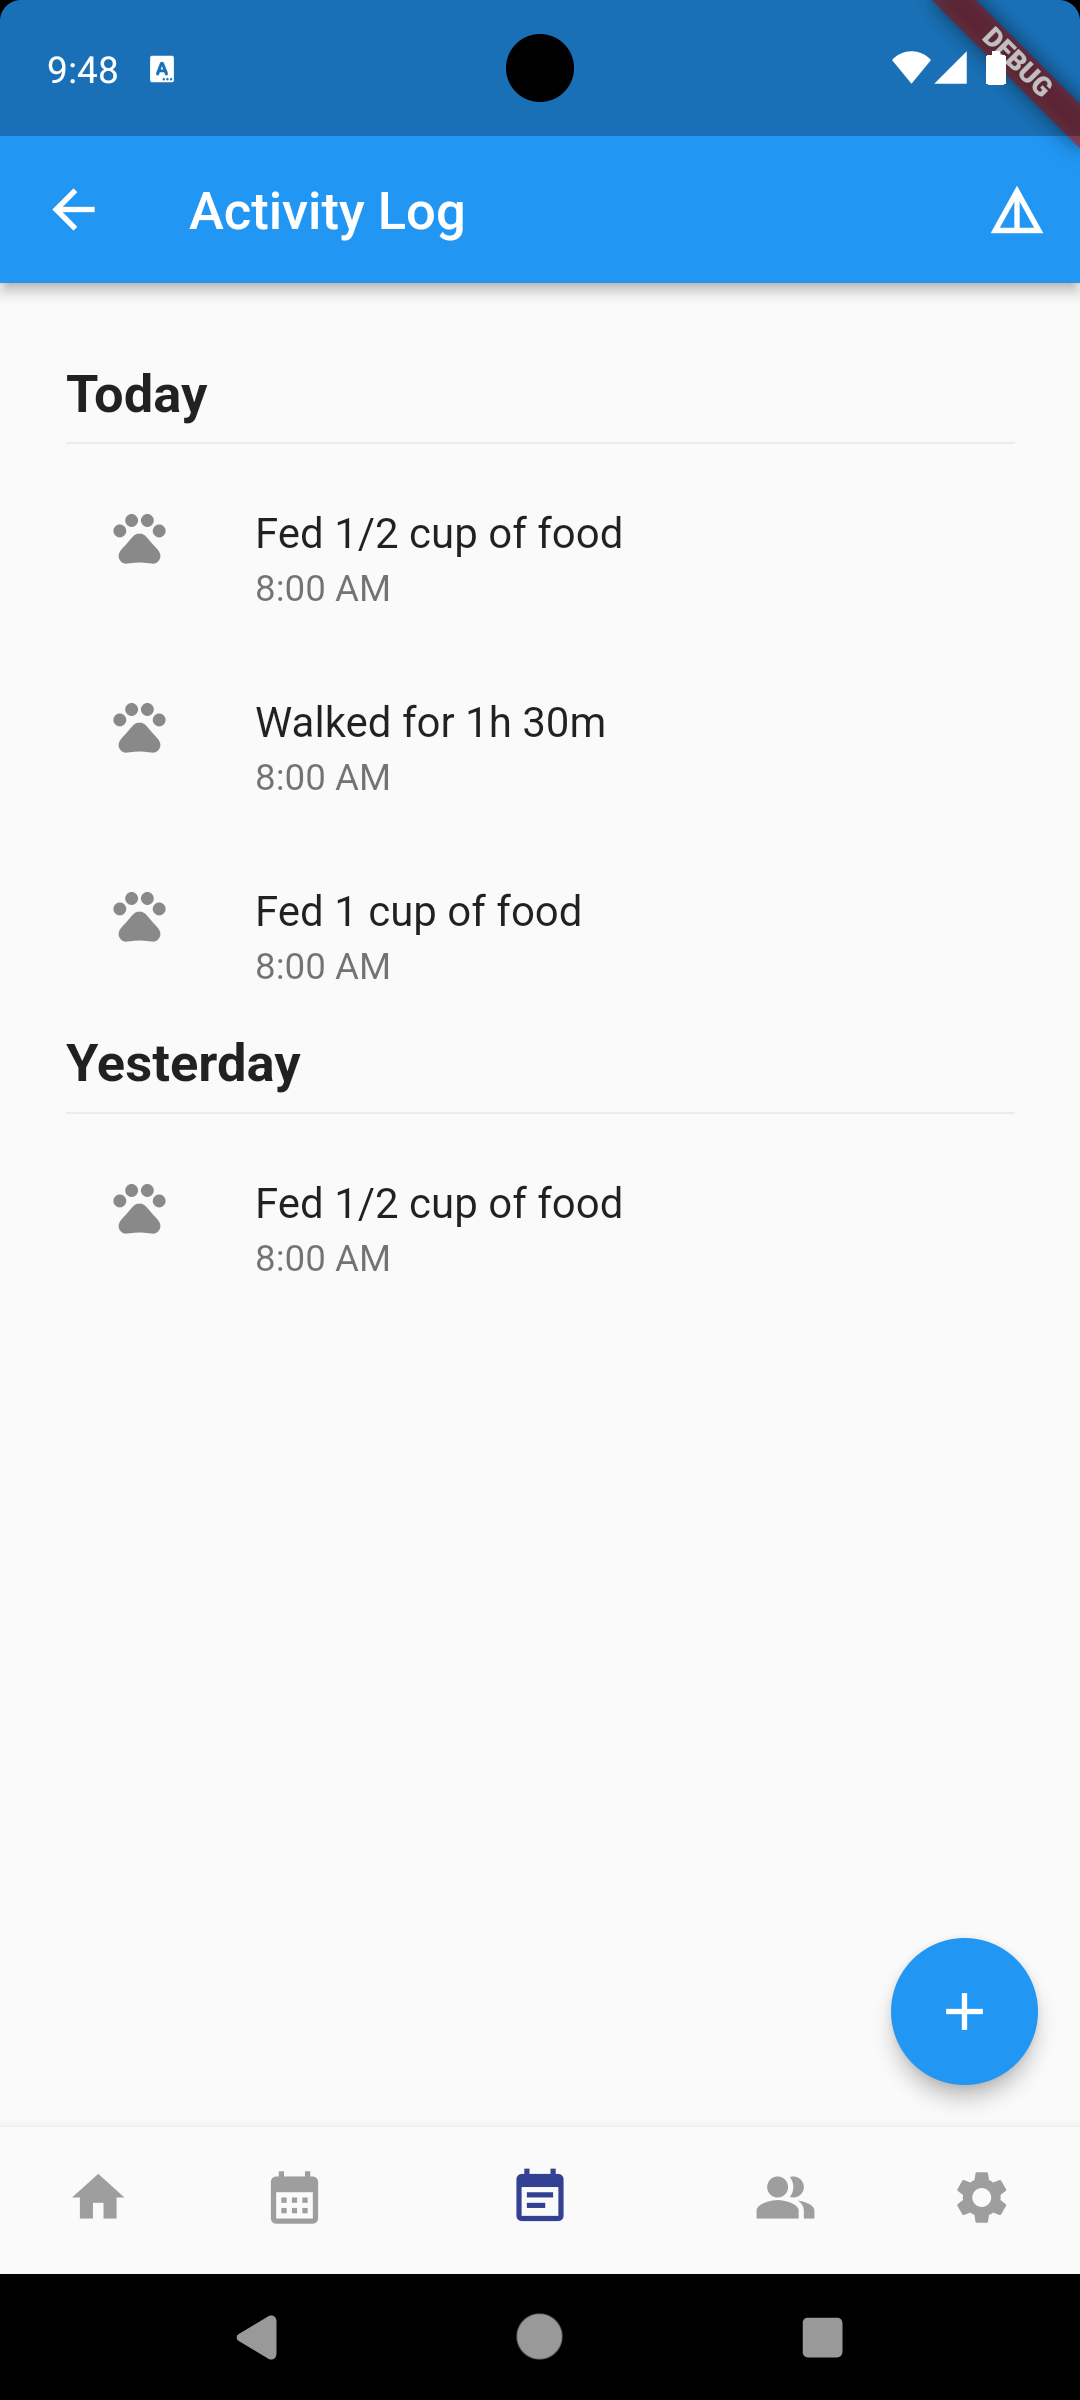 9:48
DEBUG
Activity Log
Today
Fed 1/2 cup of food
8:00 AM
Walked for 1h 30m
8:00 AM
Fed 1 cup of food
8:00 AM
Yesterday
Fed 1/2 cup of food
8:00 AM